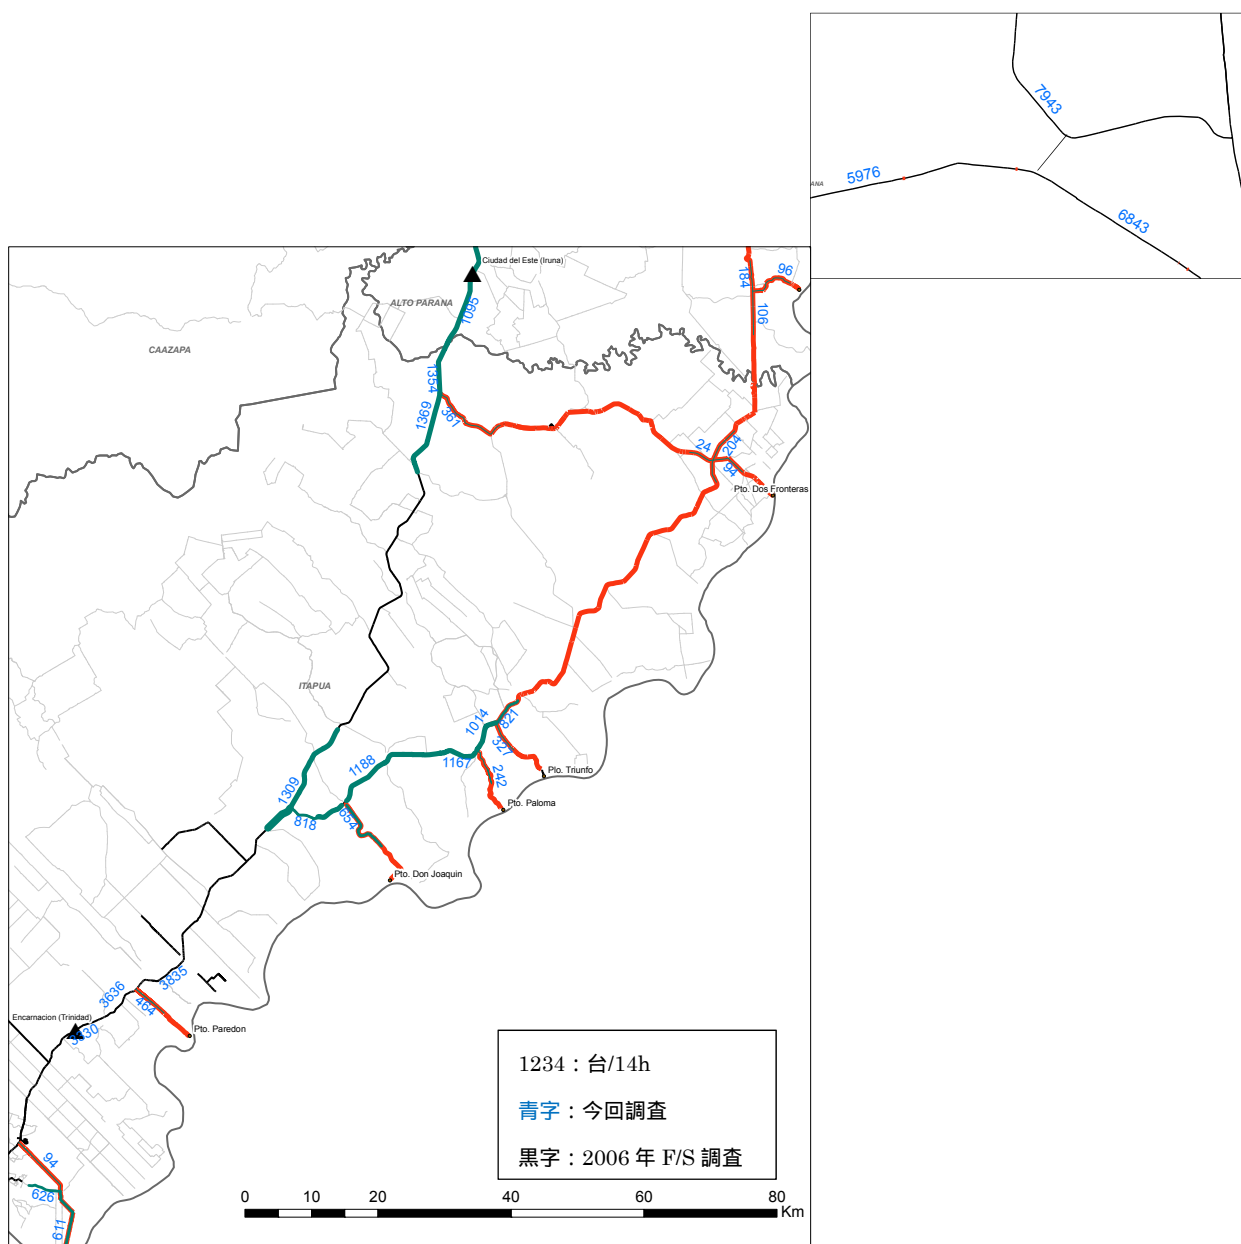 7943
5976
ANA
6843
Ciudad del Este (Iruna)
184
96
ALTO PARANA
1095
106
CAAZAPA
1354
361
1369
24
204
94
Pto. Dos Fronteras
ITAPUA
1014
821
327
1188
1167
242
Plo. Triunfo
1309
818
654
Pto. Paloma
Pto. Don Joaquin
3835
3636
464
Encarnacion (Trinidad)
Pto. Paredon
94
626
611
1234：台/14h
青字：今回調査
黒字：2006 年 F/S 調査
0 10 20 40 60 80
Km